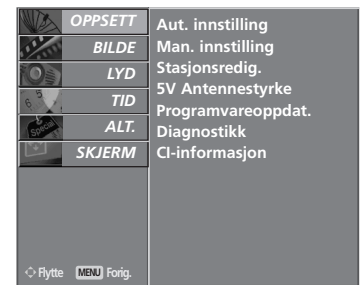 OPPSETT
BILDE
LYD
TID
ALT.
SKJERM
Aut. innstilling
Man. innstilling
Stasjonsredig.
5V Antennestyrke
Programvareoppdat.
Diagnostikk
CI-informasjon
Special
Flytte MENU Forig.